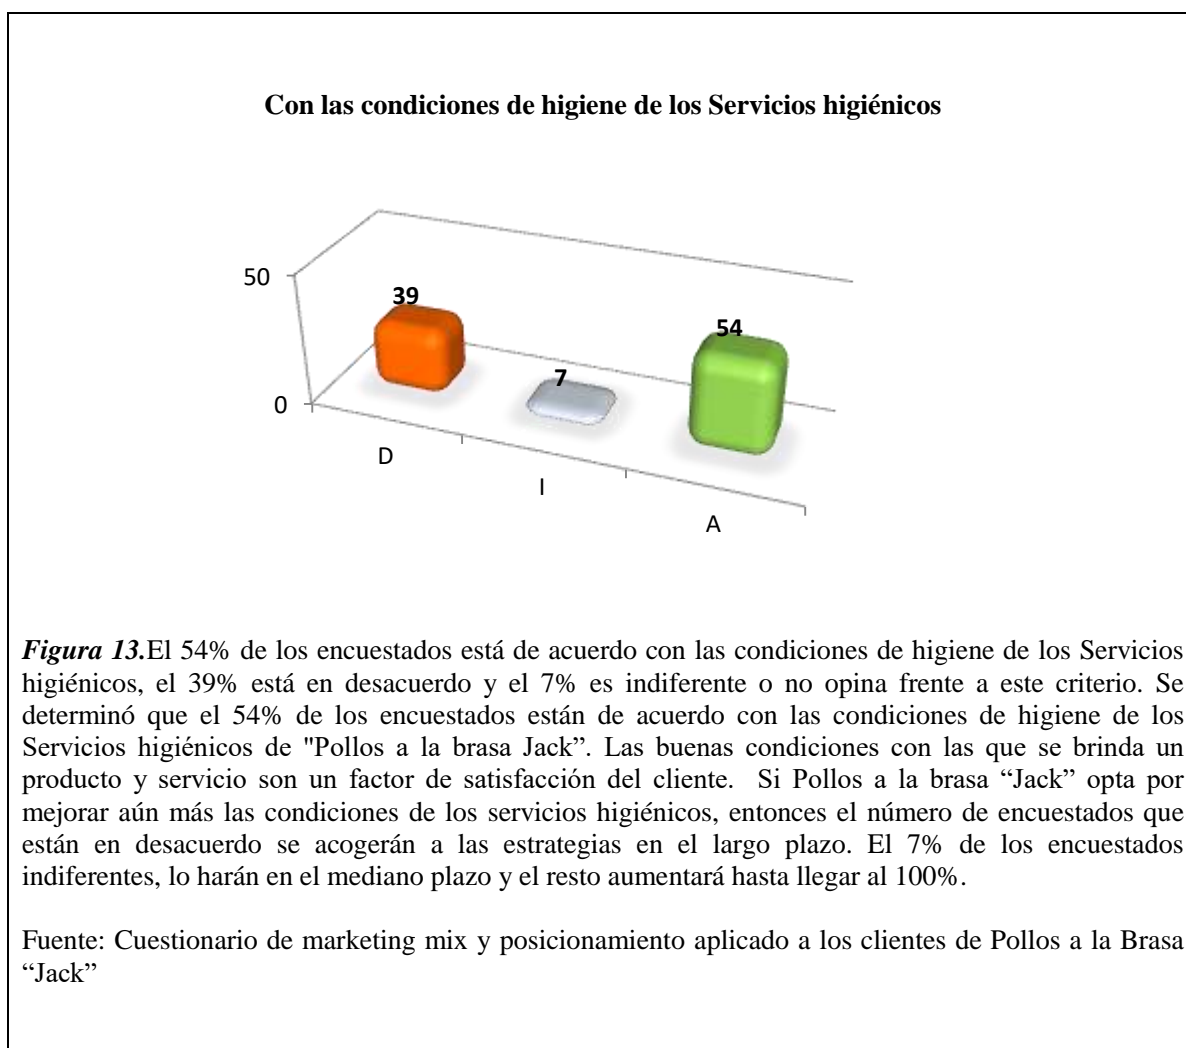 Con las condiciones de higiene de los Servicios higiénicos
50
0
39
7
54
D
I
A
Figura 13.El 54% de los encuestados está de acuerdo con las condiciones de higiene de los Servicios
higiénicos, el 39% está en desacuerdo y el 7% es indiferente o no opina frente a este criterio. Se
determinó que el 54% de los encuestados están de acuerdo con las condiciones de higiene de los
Servicios higiénicos de "Pollos a la brasa Jack”. Las buenas condiciones con las que se brinda un
producto y servicio son un factor de satisfacción del cliente. Si Pollos a la brasa “Jack” opta por
mejorar aún más las condiciones de los servicios higiénicos, entonces el número de encuestados que
están en desacuerdo se acogerán a las estrategias en el largo plazo. El 7% de los encuestados
indiferentes, lo harán en el mediano plazo y el resto aumentará hasta llegar al 100%.
Fuente: Cuestionario de marketing mix y posicionamiento aplicado a los clientes de Pollos a la Brasa
“Jack”